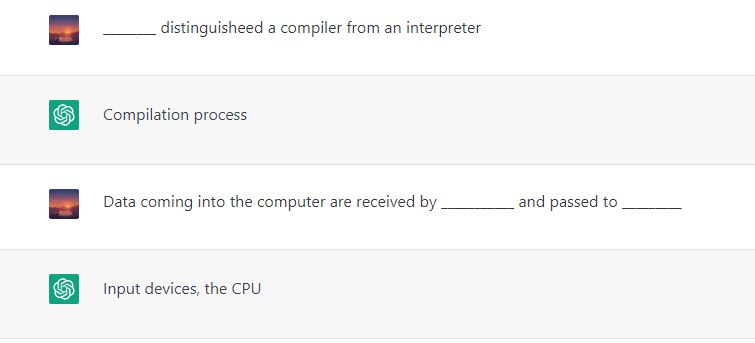 ________ distinguisheed a compiler from an interpreter
Compilation process
Data coming into the computer are received by ___________ and passed to _________
Input devices, the CPU